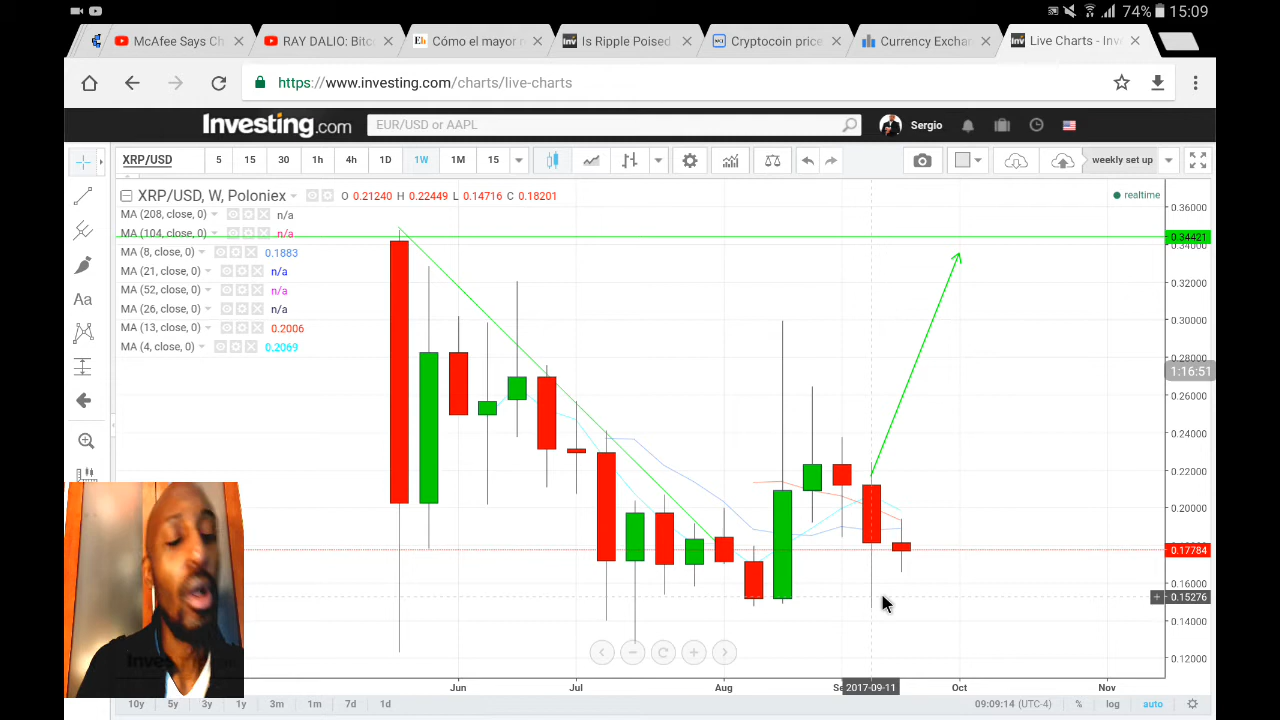 74% 15:09
McAfee Says Ch
RAY DALIO: Bitc
Cómo el mayor r
Is Ripple Poised
Cryptocoin price
Currency Exchan
Live Charts - Inve
https://www.investing.com/charts/live-charts
Investing.com
EUR/USD or AAPL
Sergio
XRP/USD 5 15 30 1h 4h 1D 1W 1M 15 weekly set up
XRP/USD, W, Poloniex O 0.21240 H 0.22449 L 0.14716 C 0.18201
realtime
MA (208, close, 0) n/a
MA (104, close, 0) n/a
MA (8, close, 0) 0.1883
MA (21, close, 0) n/a
MA (52, close, 0) n/a
MA (26, close, 0) n/a
MA (13, close, 0) 0.2006
MA (4, close, 0) 0.2069
Aa
0.36000
0.34421
0.34000
0.32000
0.30000
0.28000
1:16:51
0.26000
0.24000
0.22000
0.20000
0.17784
0.16000
0.15276
0.14000
0.12000
Inves
Jun Jul Aug 2017-09-11 Oct Nov
10y 5y 3y 1y 3m 1m 7d 1d 09:09:14 (UTC-4) % log auto